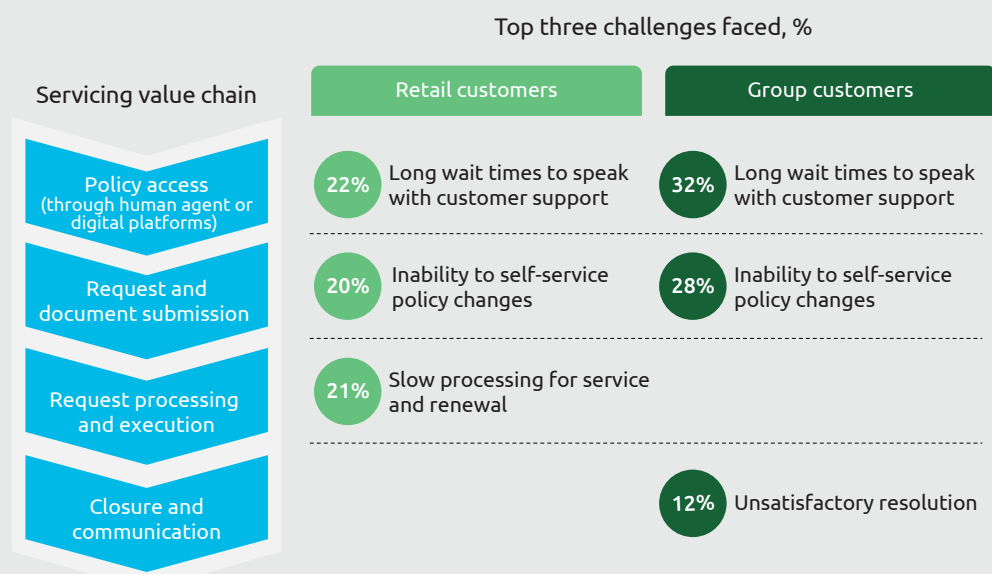 Top three challenges faced, %
Servicing value chain
Retail customers
Group customers
Policy access
(through human agent or
digital platforms)
22%
Long wait times to speak
with customer support
32%
Long wait times to speak
with customer support
Request and
document submission
20%
Inability to self-service
policy changes
28%
Inability to self-service
policy changes
Request processing
and execution
21%
Slow processing for service
and renewal
Closure and
communication
12%
Unsatisfactory resolution